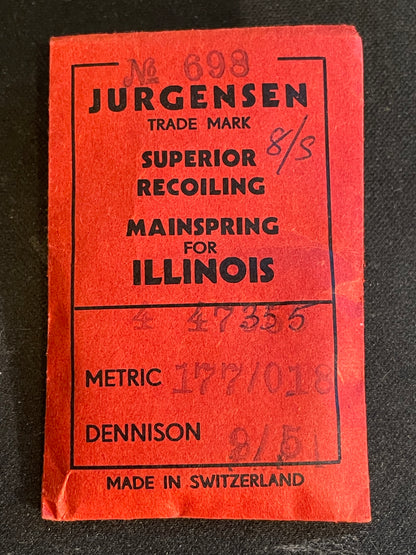 № 698
JURGENSEN
TRADE MARK
8/S
SUPERIOR
RECOILING
MAINSPRING
FOR
ILLINOIS
4 47355
METRIC 177/018
DENNISON
MADE IN SWITZERLAND